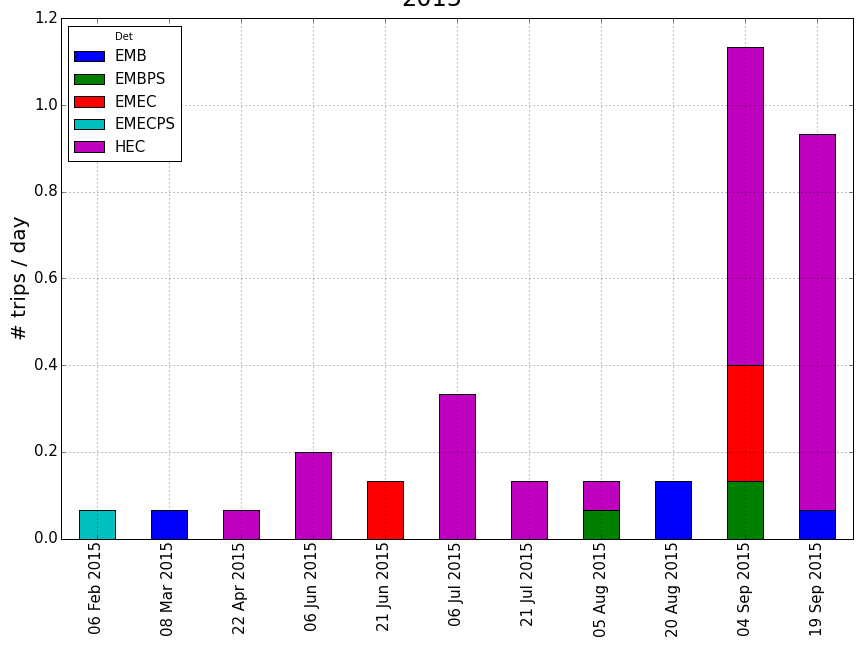 2015
Det
EMB
EMBPS
EMEC
EMECPS
HEC
# trips / day
1.2
1.0
0.8
0.6
0.4
0.2
0.0
06 Feb 2015
08 Mar 2015
22 Apr 2015
06 Jun 2015
21 Jun 2015
06 Jul 2015
21 Jul 2015
05 Aug 2015
20 Aug 2015
04 Sep 2015
19 Sep 2015